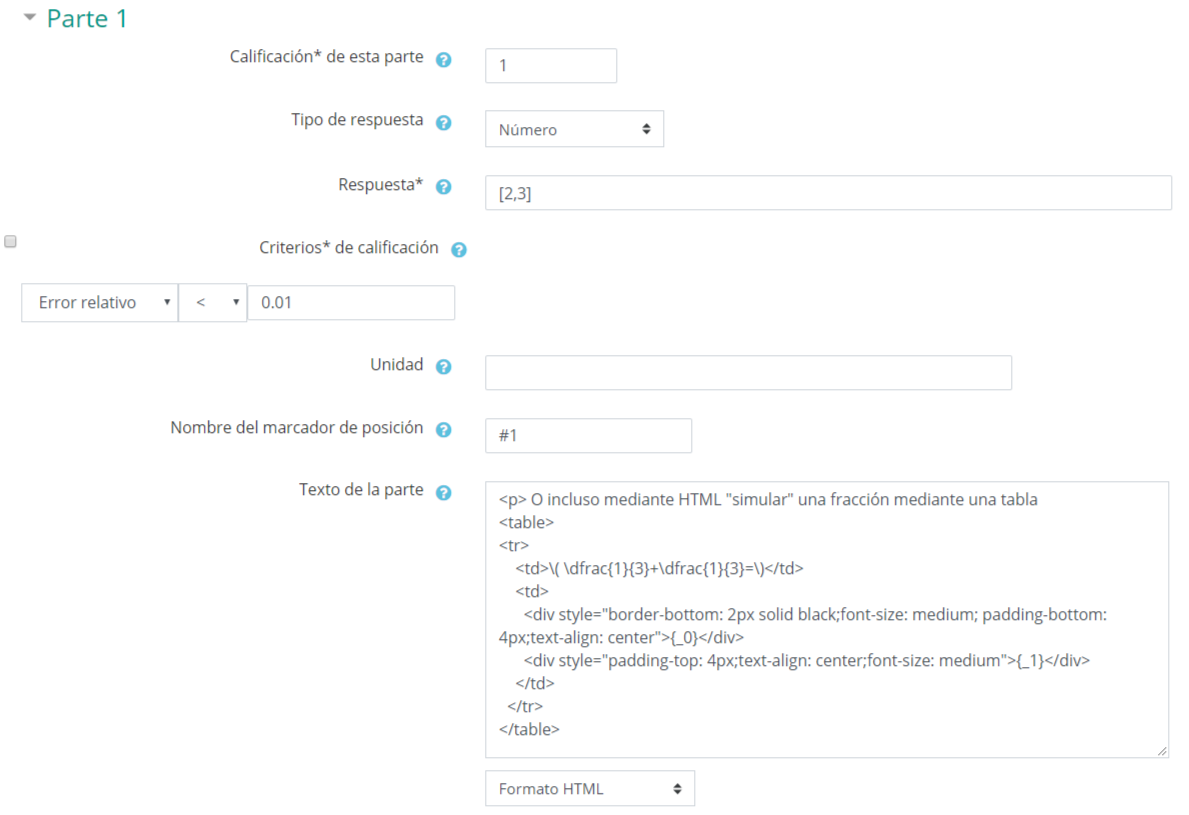 Parte 1
Calificación* de esta parte
1
Tipo de respuesta
Número
Respuesta*
[2,3]
Criterios* de calificación
Error relativo < 0.01
Unidad
Nombre del marcador de posición
#1
Texto de la parte
<p> O incluso mediante HTML "simular" una fracción mediante una tabla
<table>
<tr>
<td>\( \dfrac{1}{3}+\dfrac{1}{3}=\)</td>
<td>
<div style="border-bottom: 2px solid black;font-size: medium; padding-bottom:
4px;text-align: center">{_0}</div>
<div style="padding-top: 4px;text-align: center;font-size: medium">{_1}</div>
</td>
</tr>
</table>
Formato HTML